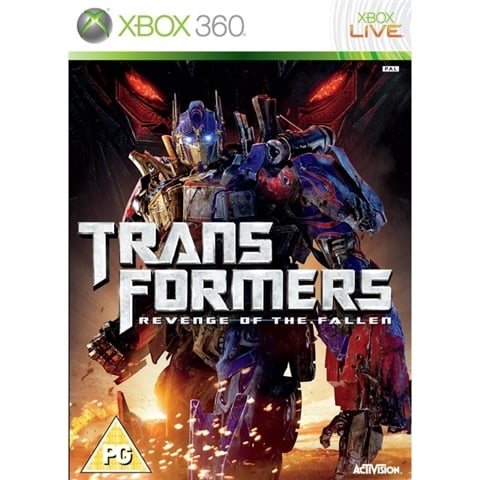 XBOX 360.
XBOX
LIVE
PAL
TRANS
FORMERS
REVENGE OF THE FALLEN
PG
ACTIVISION.